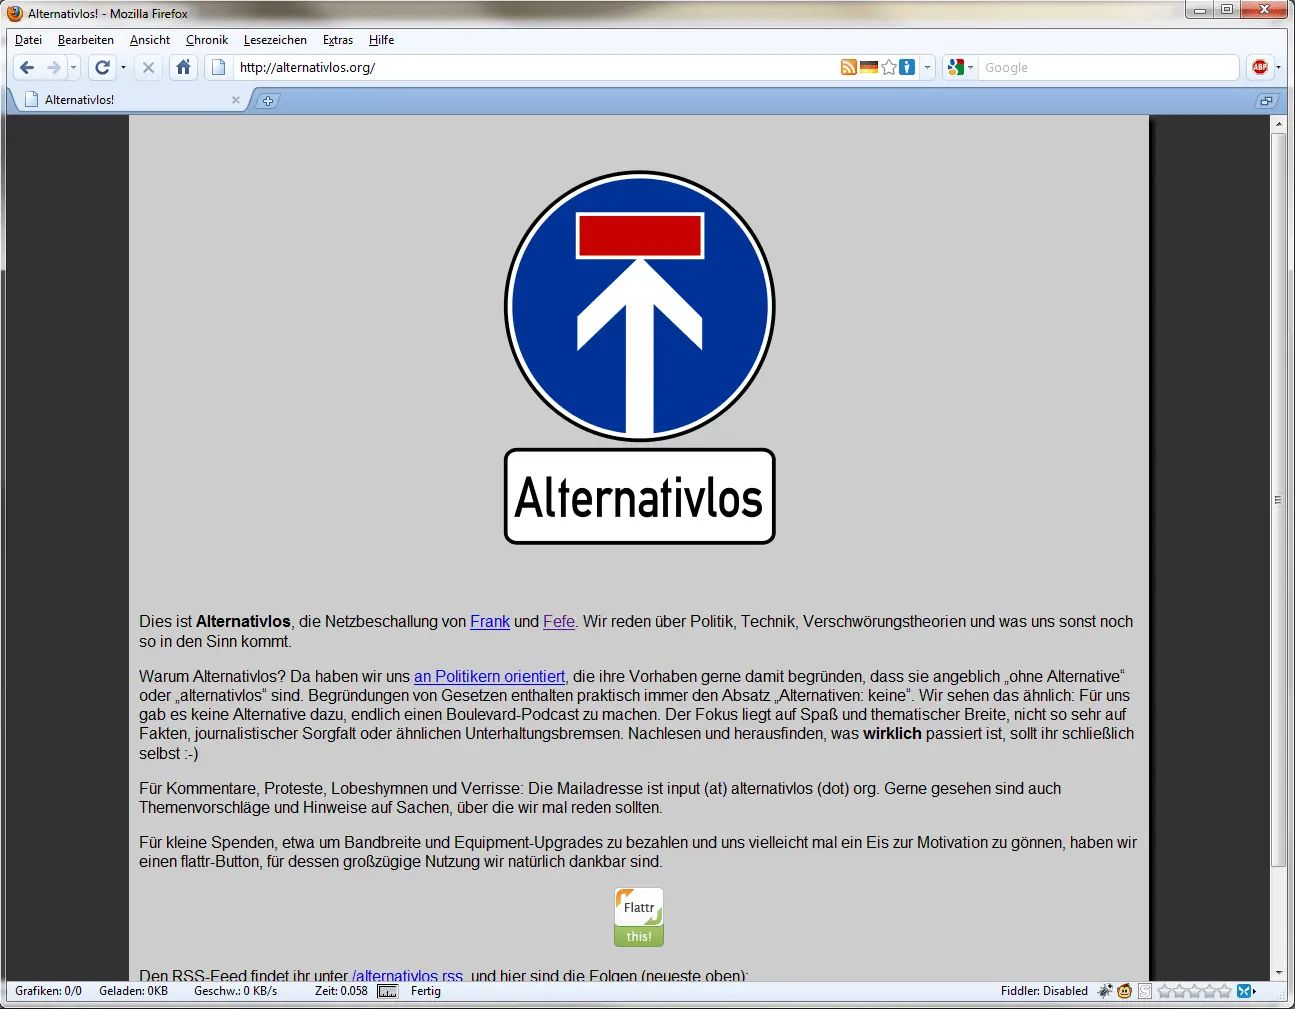 Alternativlos! - Mozilla Firefox
Datei Bearbeiten Ansicht Chronik Lesezeichen Extras Hilfe
http://alternativlos.org/
Google
ABP
Alternativlos!
Alternativlos
Dies ist Alternativlos, die Netzbeschallung von Frank und Fefe. Wir reden über Politik, Technik, Verschwörungstheorien und was uns sonst noch
so in den Sinn kommt.
Warum Alternativlos? Da haben wir uns an Politikern orientiert, die ihre Vorhaben gerne damit begründen, dass sie angeblich „ohne Alternative“
oder „alternativlos“ sind. Begründungen von Gesetzen enthalten praktisch immer den Absatz „Alternativen: keine“. Wir sehen das ähnlich: Für uns
gab es keine Alternative dazu, endlich einen Boulevard-Podcast zu machen. Der Fokus liegt auf Spaß und thematischer Breite, nicht so sehr auf
Fakten, journalistischer Sorgfalt oder ähnlichen Unterhaltungsbremsen. Nachlesen und herausfinden, was wirklich passiert ist, sollt ihr schließlich
selbst :-)
Für Kommentare, Proteste, Lobeshymnen und Verrisse: Die Mailadresse ist input (at) alternativlos (dot) org. Gerne gesehen sind auch
Themenvorschläge und Hinweise auf Sachen, über die wir mal reden sollten.
Für kleine Spenden, etwa um Bandbreite und Equipment-Upgrades zu bezahlen und uns vielleicht mal ein Eis zur Motivation zu gönnen, haben wir
einen flattr-Button, für dessen großzügige Nutzung wir natürlich dankbar sind.
Flattr
this!
Den RSS-Feed findet ihr unter /alternativlos.rss, und hier sind die Folgen (neueste oben):
Grafiken: 0/0 Geladen: 0KB Geschw.: 0 KB/s Zeit: 0.058 Fertig Fiddler: Disabled